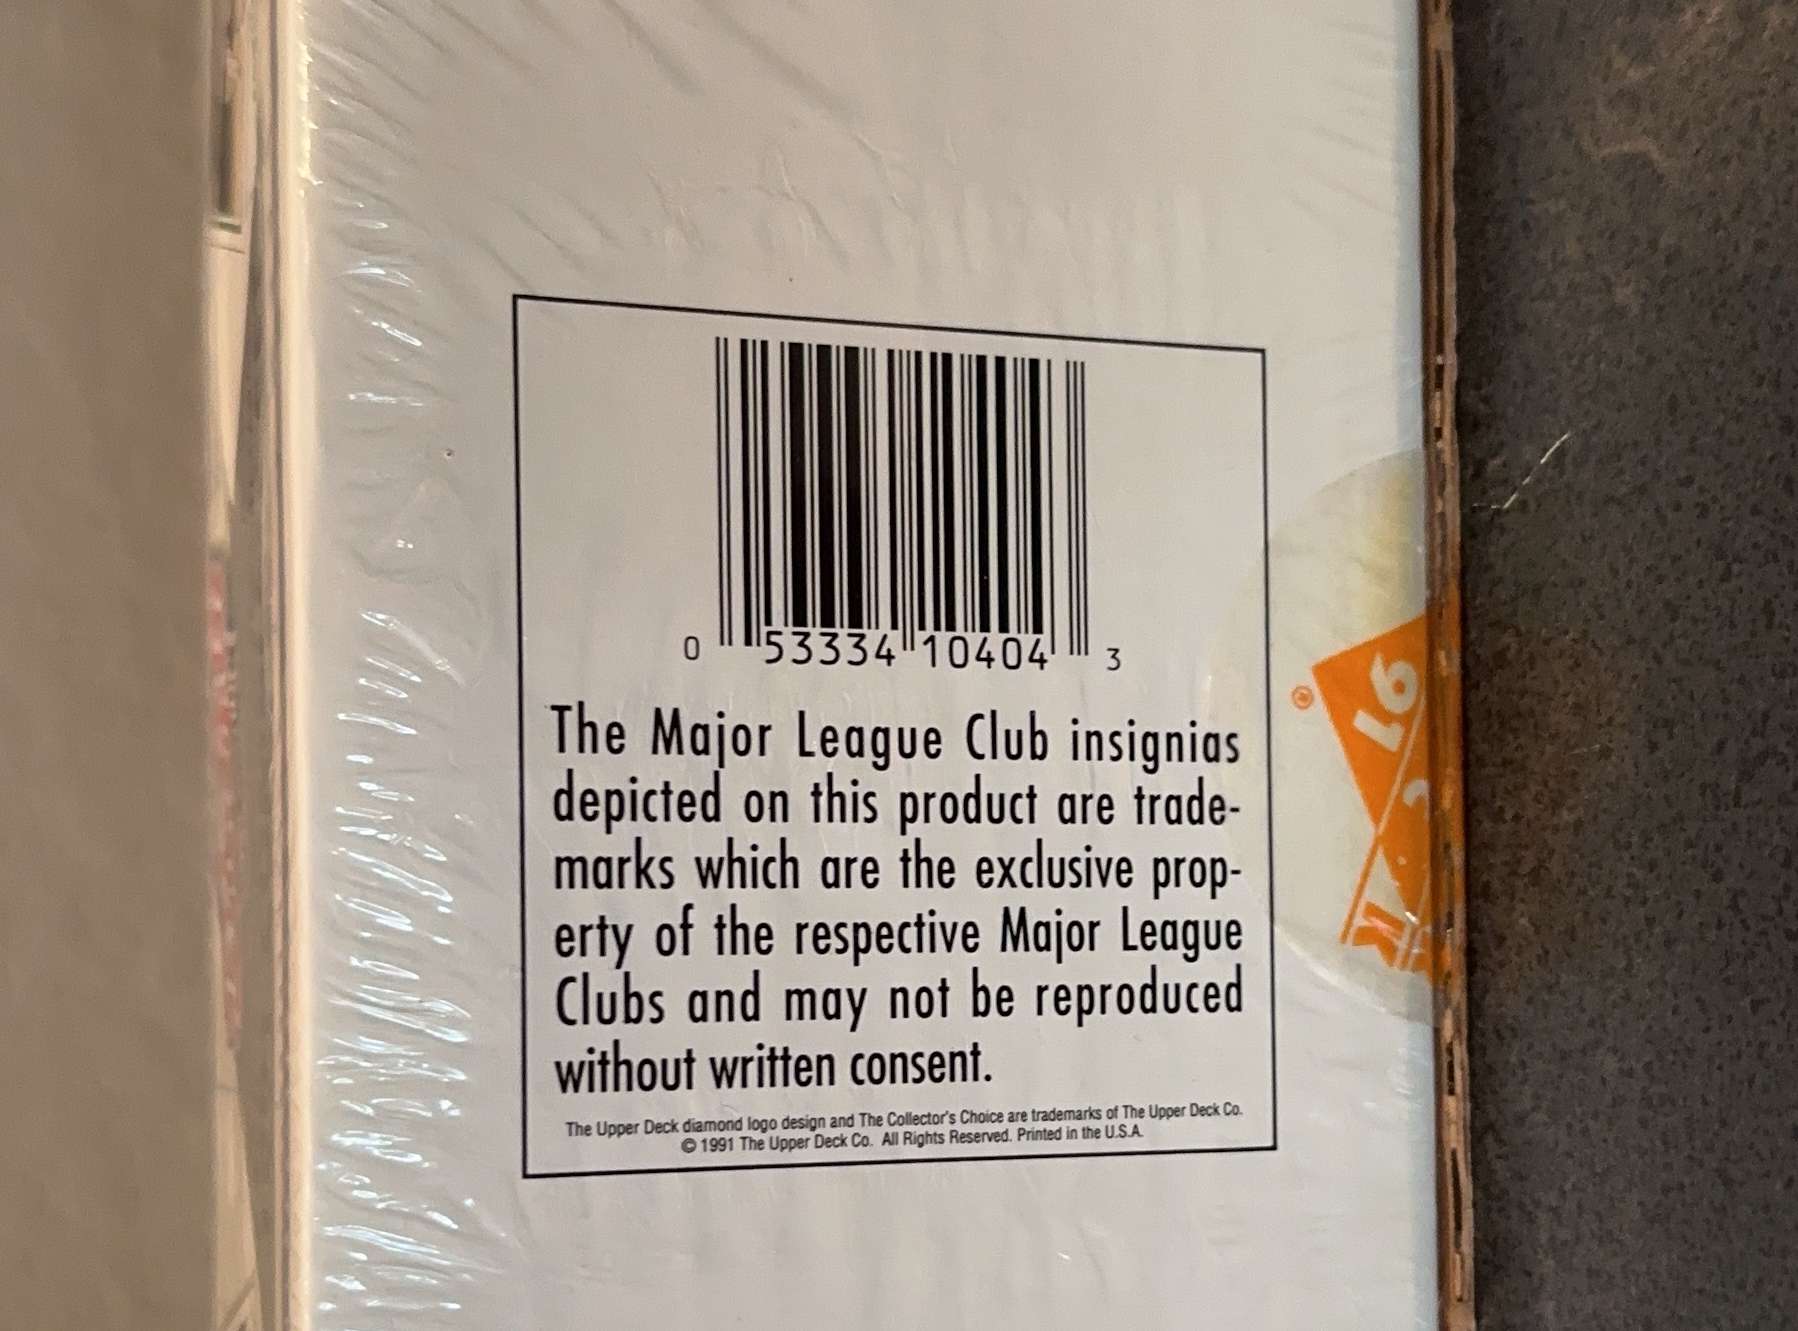 0 53334 10404 3
The Major League Club insignias
depicted on this product are trade-
marks which are the exclusive prop-
erty of the respective Major League
Clubs and may not be reproduced
without written consent.
The Upper Deck diamond logo design and The Collector's Choice are trademarks of The Upper Deck Co.
© 1991 The Upper Deck Co. All Rights Reserved. Printed in the U.S.A.
®
91